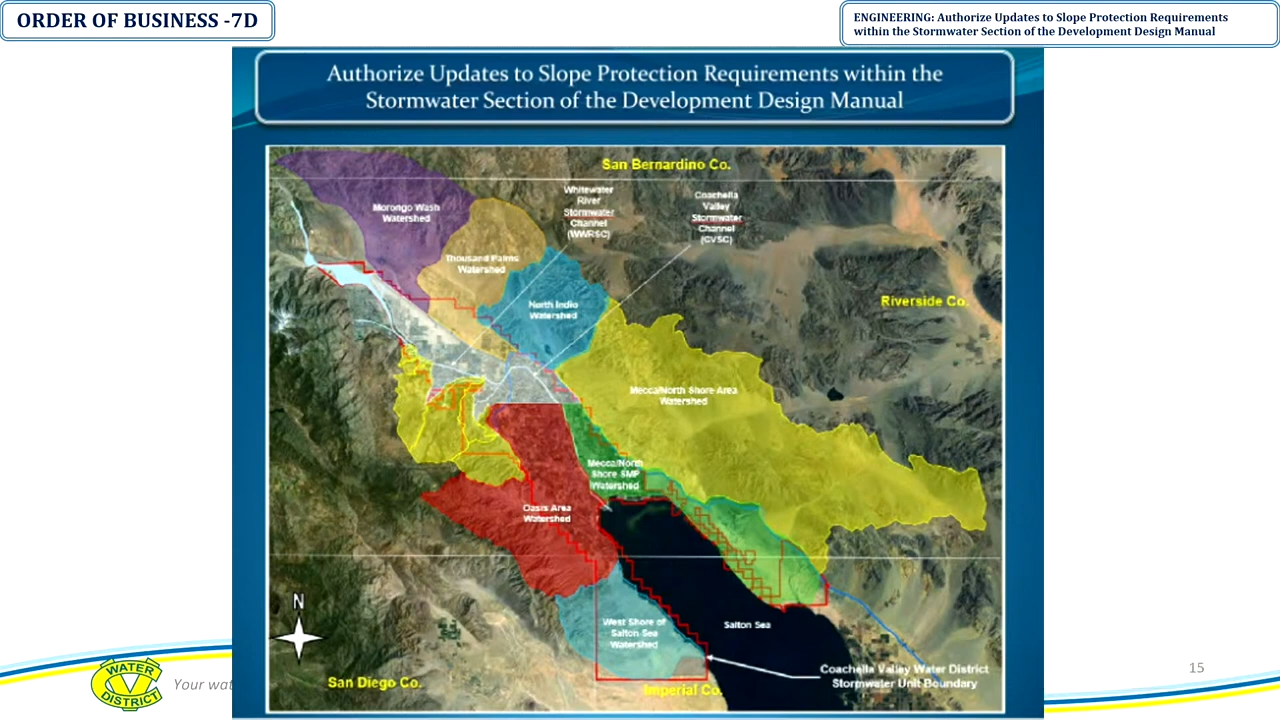 ORDER OF BUSINESS -7D
ENGINEERING: Authorize Updates to Slope Protection Requirements
within the Stormwater Section of the Development Design Manual
Authorize Updates to Slope Protection Requirements within the
Stormwater Section of the Development Design Manual
San Bernardino Co.
Whitewater
River
Stormwater
Channel
(WWRSC)
Coachella
Valley
Stormwater
Channel
(CVSC)
Morongo Wash
Watershed
Thousand Palms
Watershed
North Indio
Watershed
Riverside Co.
Mecca/North Shore Area
Watershed
Mecca/North
Shore SMP
Watershed
Oasis Area
Watershed
N
West Shore of
Salton Sea
Watershed
Salton Sea
Coachella Valley Water District
Stormwater Unit Boundary
San Diego Co.
Imperial Co.
WATER
DISTRICT
Your wat
15